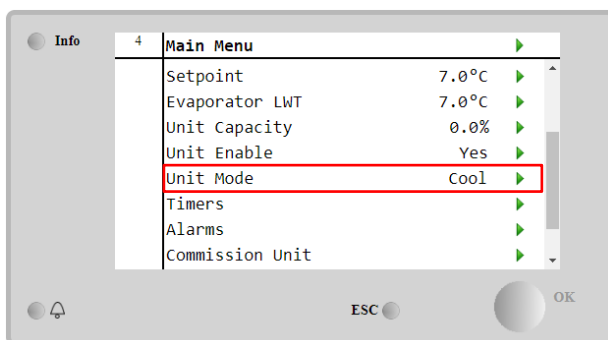 Info
4 Main Menu
Setpoint 7.0°C
Evaporator LWT 7.0°C
Unit Capacity 0.0%
Unit Enable Yes
Unit Mode Cool
Timers
Alarms
Commission Unit
ESC
OK